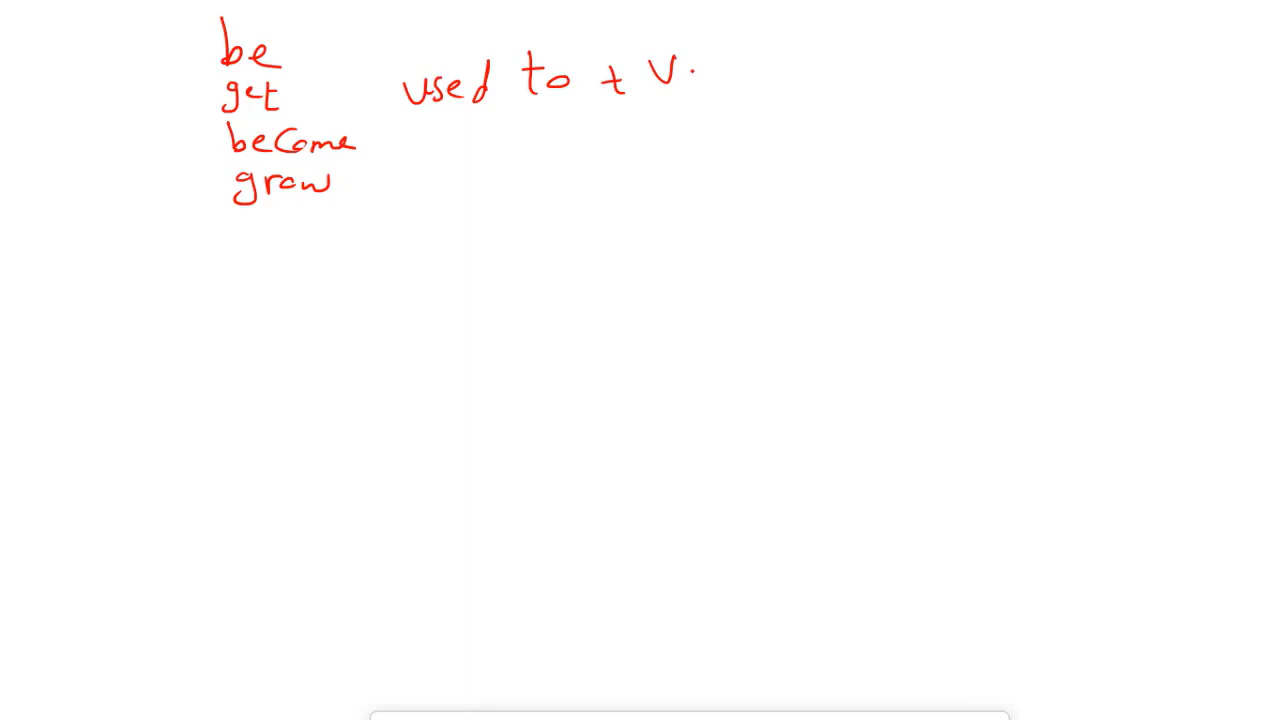 be
get
become
grow
used to + V.